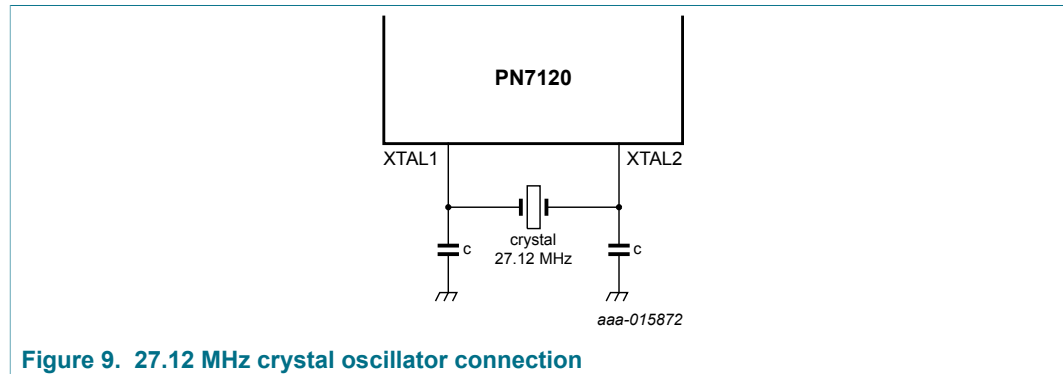 PN7120
XTAL1
XTAL2
c
crystal
27.12 MHz
c
aaa-015872
Figure 9. 27.12 MHz crystal oscillator connection